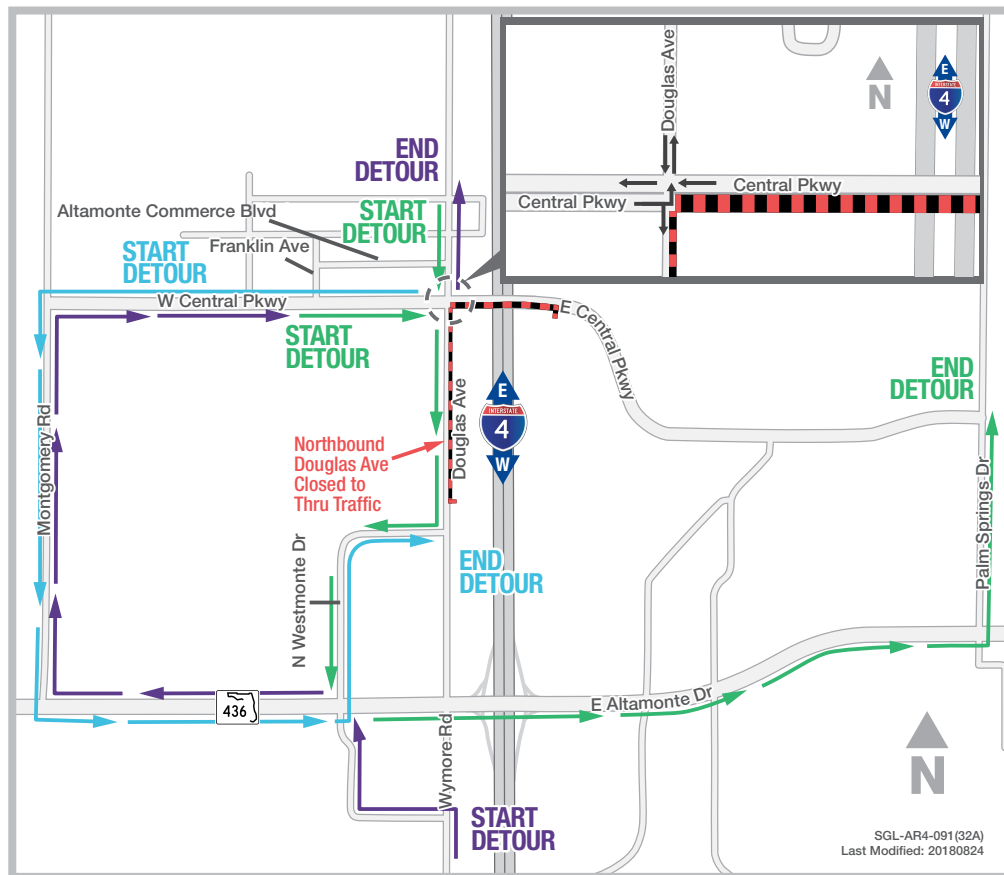 Douglas Ave
N
E
INTERSTATE
4
W
Central Pkwy
Central Pkwy
END
DETOUR
Altamonte Commerce Blvd
START
DETOUR
Franklin Ave
START
DETOUR
W Central Pkwy
START
DETOUR
E Central Pkwy
END
DETOUR
E
INTERSTATE
4
W
Northbound
Douglas Ave
Closed to
Thru Traffic
Douglas Ave
Montgomery Rd
Palm Springs Dr
END
DETOUR
N Westmonte Dr
436
E Altamonte Dr
Wymore Rd
START
DETOUR
N
SGL-AR4-091(32A)
Last Modified: 20180824